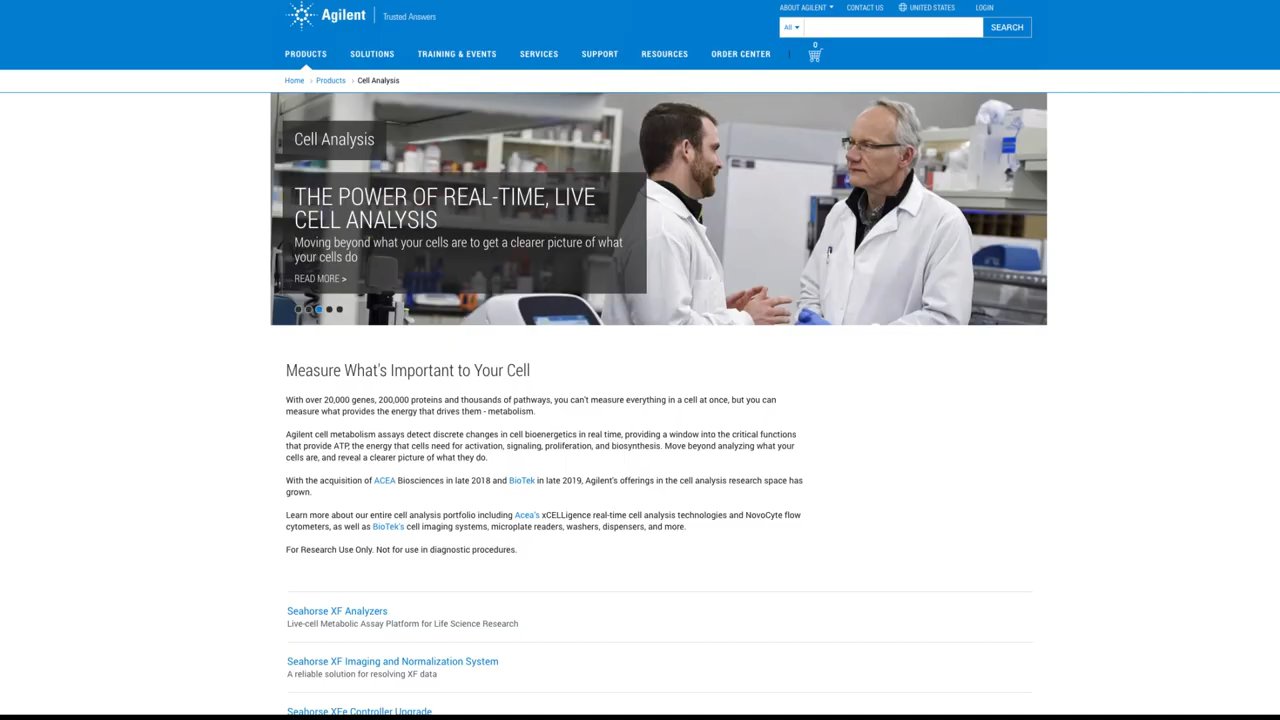 Agilent
Trusted Answers
ABOUT AGILENT
CONTACT US
UNITED STATES
LOGIN
All
SEARCH
PRODUCTS
SOLUTIONS
TRAINING & EVENTS
SERVICES
SUPPORT
RESOURCES
ORDER CENTER
0
Home › Products › Cell Analysis
Cell Analysis
THE POWER OF REAL-TIME, LIVE
CELL ANALYSIS
Moving beyond what your cells are to get a clearer picture of what
your cells do
READ MORE >
Measure What's Important to Your Cell
With over 20,000 genes, 200,000 proteins and thousands of pathways, you can't measure everything in a cell at once, but you can
measure what provides the energy that drives them - metabolism.
Agilent cell metabolism assays detect discrete changes in cell bioenergetics in real time, providing a window into the critical functions
that provide ATP, the energy that cells need for activation, signaling, proliferation, and biosynthesis. Move beyond analyzing what your
cells are, and reveal a clearer picture of what they do.
With the acquisition of ACEA Biosciences in late 2018 and BioTek in late 2019, Agilent's offerings in the cell analysis research space has
grown.
Learn more about our entire cell analysis portfolio including Acea's xCELLigence real-time cell analysis technologies and NovoCyte flow
cytometers, as well as BioTek's cell imaging systems, microplate readers, washers, dispensers, and more.
For Research Use Only. Not for use in diagnostic procedures.
Seahorse XF Analyzers
Live-cell Metabolic Assay Platform for Life Science Research
Seahorse XF Imaging and Normalization System
A reliable solution for resolving XF data
Seahorse XFe Controller Upgrade